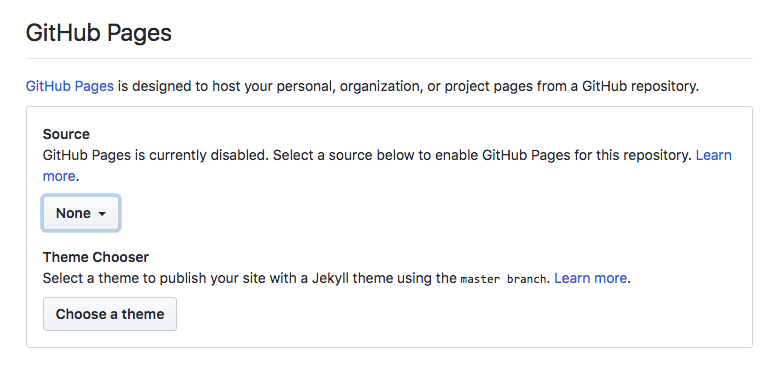 GitHub Pages
GitHub Pages is designed to host your personal, organization, or project pages from a GitHub repository.
Source
GitHub Pages is currently disabled. Select a source below to enable GitHub Pages for this repository. Learn
more.
None
Theme Chooser
Select a theme to publish your site with a Jekyll theme using the master branch. Learn more.
Choose a theme